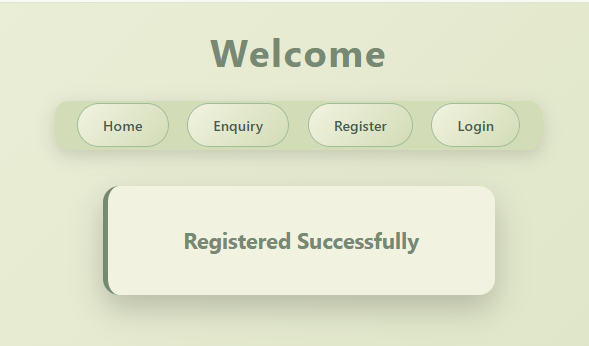 Welcome
Home Enquiry Register Login
Registered Successfully